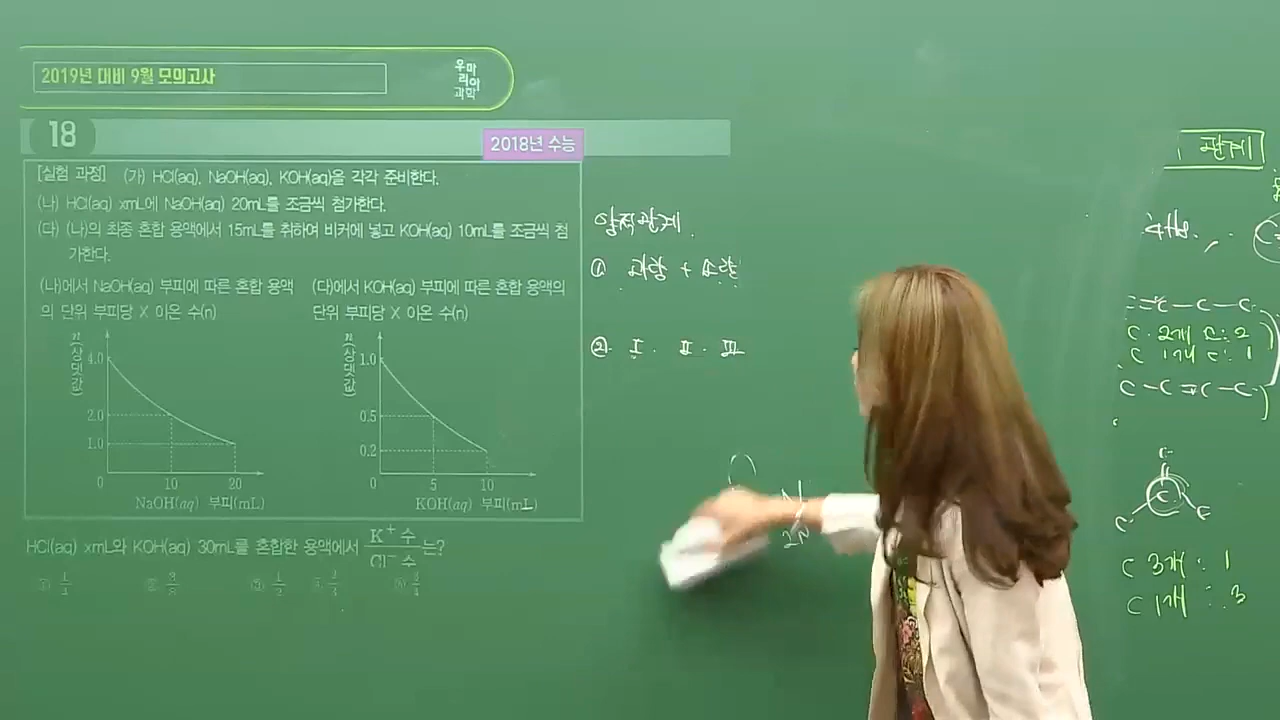 2019년 대비 9월 모의고사
우마
리아
과학
18
2018년 수능
[실험 과정] (가) HCl(aq), NaOH(aq), KOH(aq)을 각각 준비한다.
(나) HCl(aq) xmL에 NaOH(aq) 20mL를 조금씩 첨가한다.
(다) (나)의 최종 혼합 용액에서 15mL를 취하여 비커에 넣고 KOH(aq) 10mL를 조금씩 첨
가한다.
(나)에서 NaOH(aq) 부피에 따른 혼합 용액
의 단위 부피당 X 이온 수(n)
(다)에서 KOH(aq) 부피에 따른 혼합 용액의
단위 부피당 X 이온 수(n)
n(상댓값)
4.0
2.0
1.0
0 10 20
NaOH(aq) 부피(mL)
n(상댓값)
1.0
0.5
0.2
0 5 10
KOH(aq) 부피(mL)
HCl(aq) xmL와 KOH(aq) 30mL를 혼합한 용액에서 K⁺ 수 / Cl⁻ 수 는?
양적관계
① 과량 + 소량
② Ⅰ. Ⅱ. Ⅲ
N
2N
관계
C-C=C-C
C 2개 C: 2
C 1개 C: 1
C
C
C
C
C 3개 : 1
C 1개 : 3